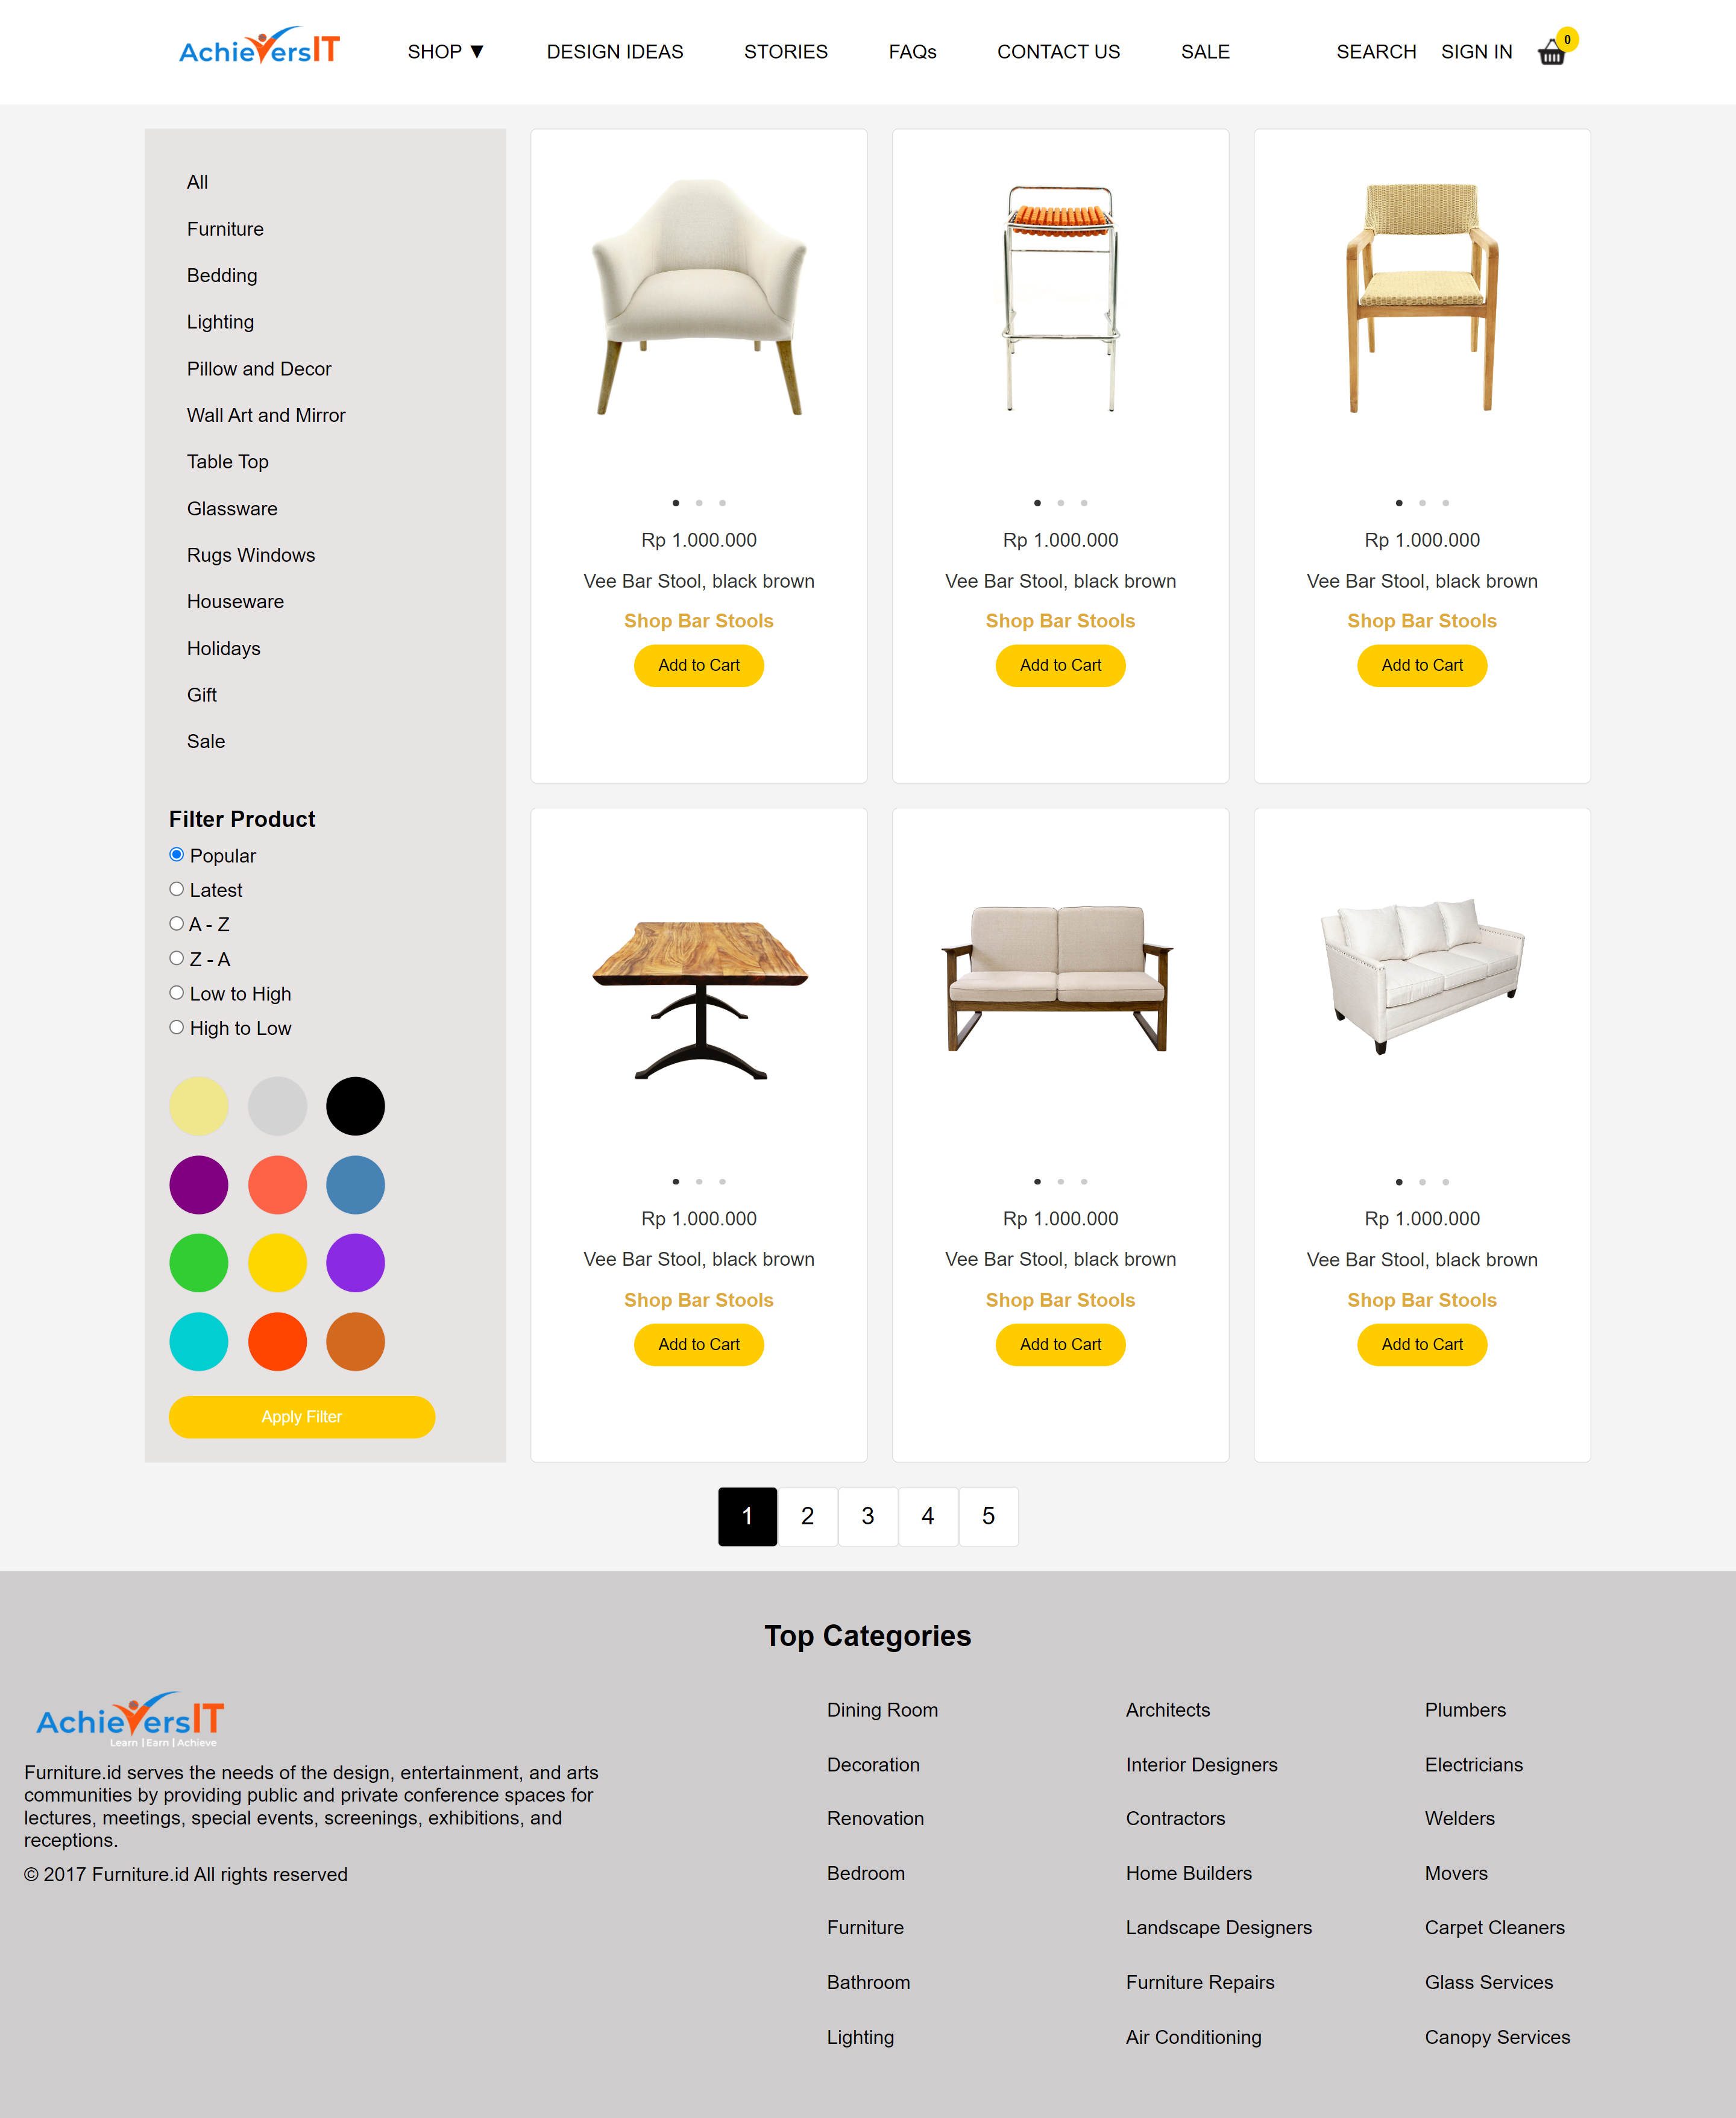 AchieversIT
SHOP ▼ DESIGN IDEAS STORIES FAQs CONTACT US SALE SEARCH SIGN IN 0
All
Furniture
Bedding
Lighting
Pillow and Decor
Wall Art and Mirror
Table Top
Glassware
Rugs Windows
Houseware
Holidays
Gift
Sale
Filter Product
Popular
Latest
A - Z
Z - A
Low to High
High to Low
Apply Filter
Rp 1.000.000
Vee Bar Stool, black brown
Shop Bar Stools
Add to Cart
Rp 1.000.000
Vee Bar Stool, black brown
Shop Bar Stools
Add to Cart
Rp 1.000.000
Vee Bar Stool, black brown
Shop Bar Stools
Add to Cart
Rp 1.000.000
Vee Bar Stool, black brown
Shop Bar Stools
Add to Cart
Rp 1.000.000
Vee Bar Stool, black brown
Shop Bar Stools
Add to Cart
Rp 1.000.000
Vee Bar Stool, black brown
Shop Bar Stools
Add to Cart
1 2 3 4 5
Top Categories
AchieversIT
Learn | Earn | Achieve
Furniture.id serves the needs of the design, entertainment, and arts
communities by providing public and private conference spaces for
lectures, meetings, special events, screenings, exhibitions, and
receptions.
© 2017 Furniture.id All rights reserved
Dining Room
Decoration
Renovation
Bedroom
Furniture
Bathroom
Lighting
Architects
Interior Designers
Contractors
Home Builders
Landscape Designers
Furniture Repairs
Air Conditioning
Plumbers
Electricians
Welders
Movers
Carpet Cleaners
Glass Services
Canopy Services